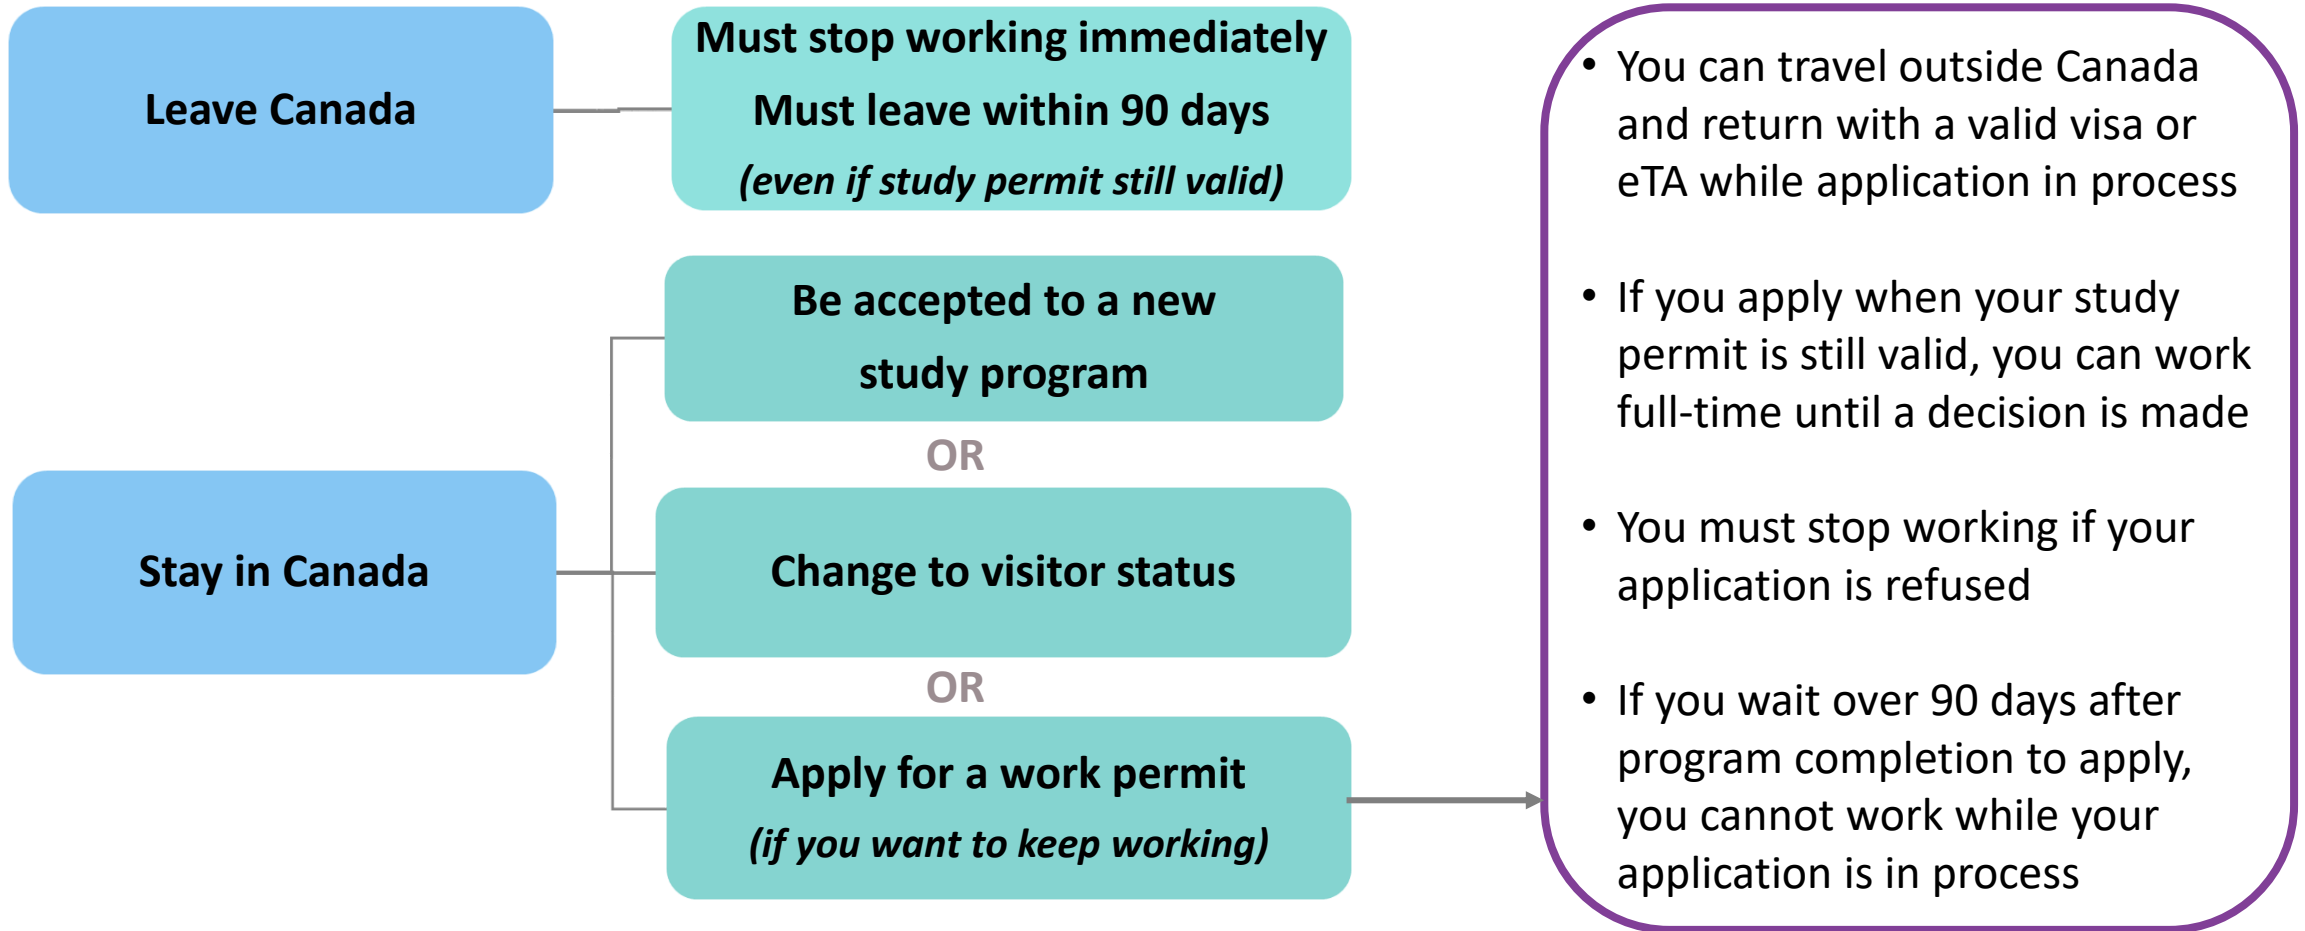 Leave Canada
Must stop working immediately
Must leave within 90 days
(even if study permit still valid)
Stay in Canada
Be accepted to a new
study program
OR
Change to visitor status
OR
Apply for a work permit
(if you want to keep working)
• You can travel outside Canada
and return with a valid visa or
eTA while application in process
• If you apply when your study
permit is still valid, you can work
full-time until a decision is made
• You must stop working if your
application is refused
• If you wait over 90 days after
program completion to apply,
you cannot work while your
application is in process